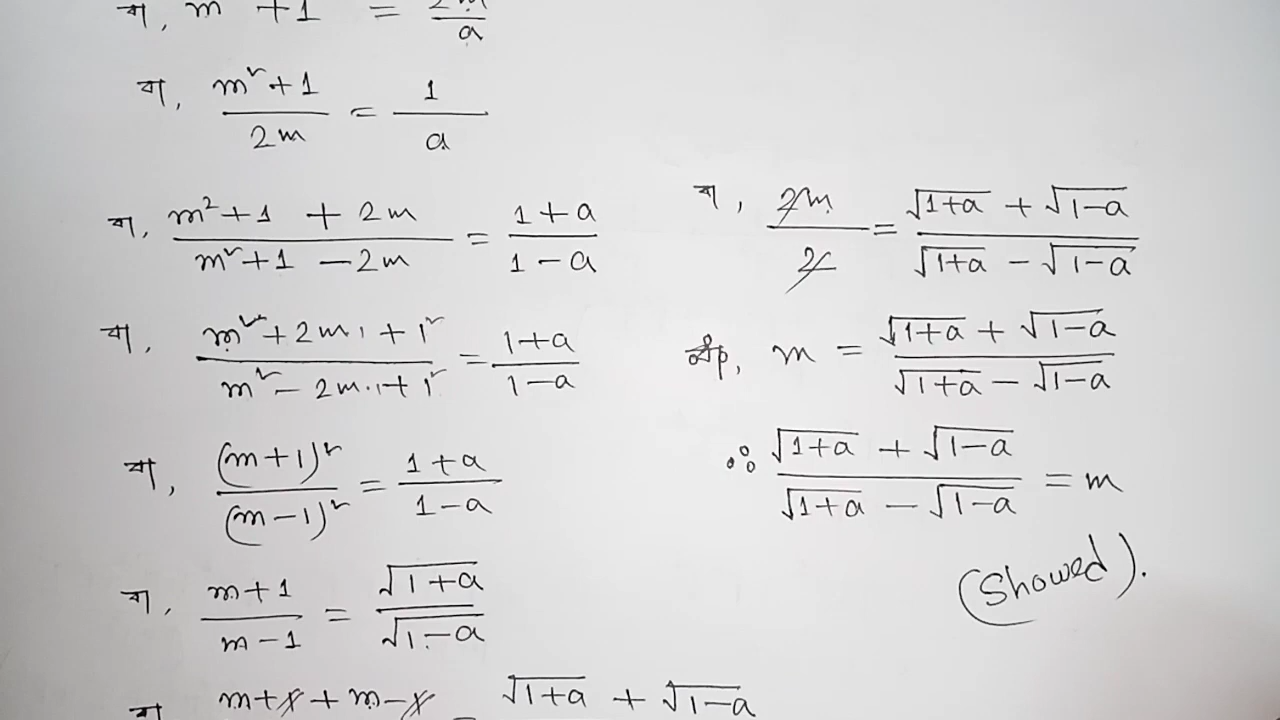 বা, m² + 1 = 2m/a
বা, (m² + 1)/(2m) = 1/a
বা, (m² + 1 + 2m)/(m² + 1 - 2m) = (1 + a)/(1 - a)
বা, (m² + 2m.1 + 1²)/(m² - 2m.1 + 1²) = (1 + a)/(1 - a)
বা, (m + 1)²/(m - 1)² = (1 + a)/(1 - a)
বা, (m + 1)/(m - 1) = √(1 + a)/√(1 - a)
বা, m + 1 + m - 1 = √(1 + a) + √(1 - a)
বা, 2m/2 = (√(1 + a) + √(1 - a))/(√(1 + a) - √(1 - a))
m = (√(1 + a) + √(1 - a))/(√(1 + a) - √(1 - a))
∴ (√(1 + a) + √(1 - a))/(√(1 + a) - √(1 - a)) = m
(Showed).